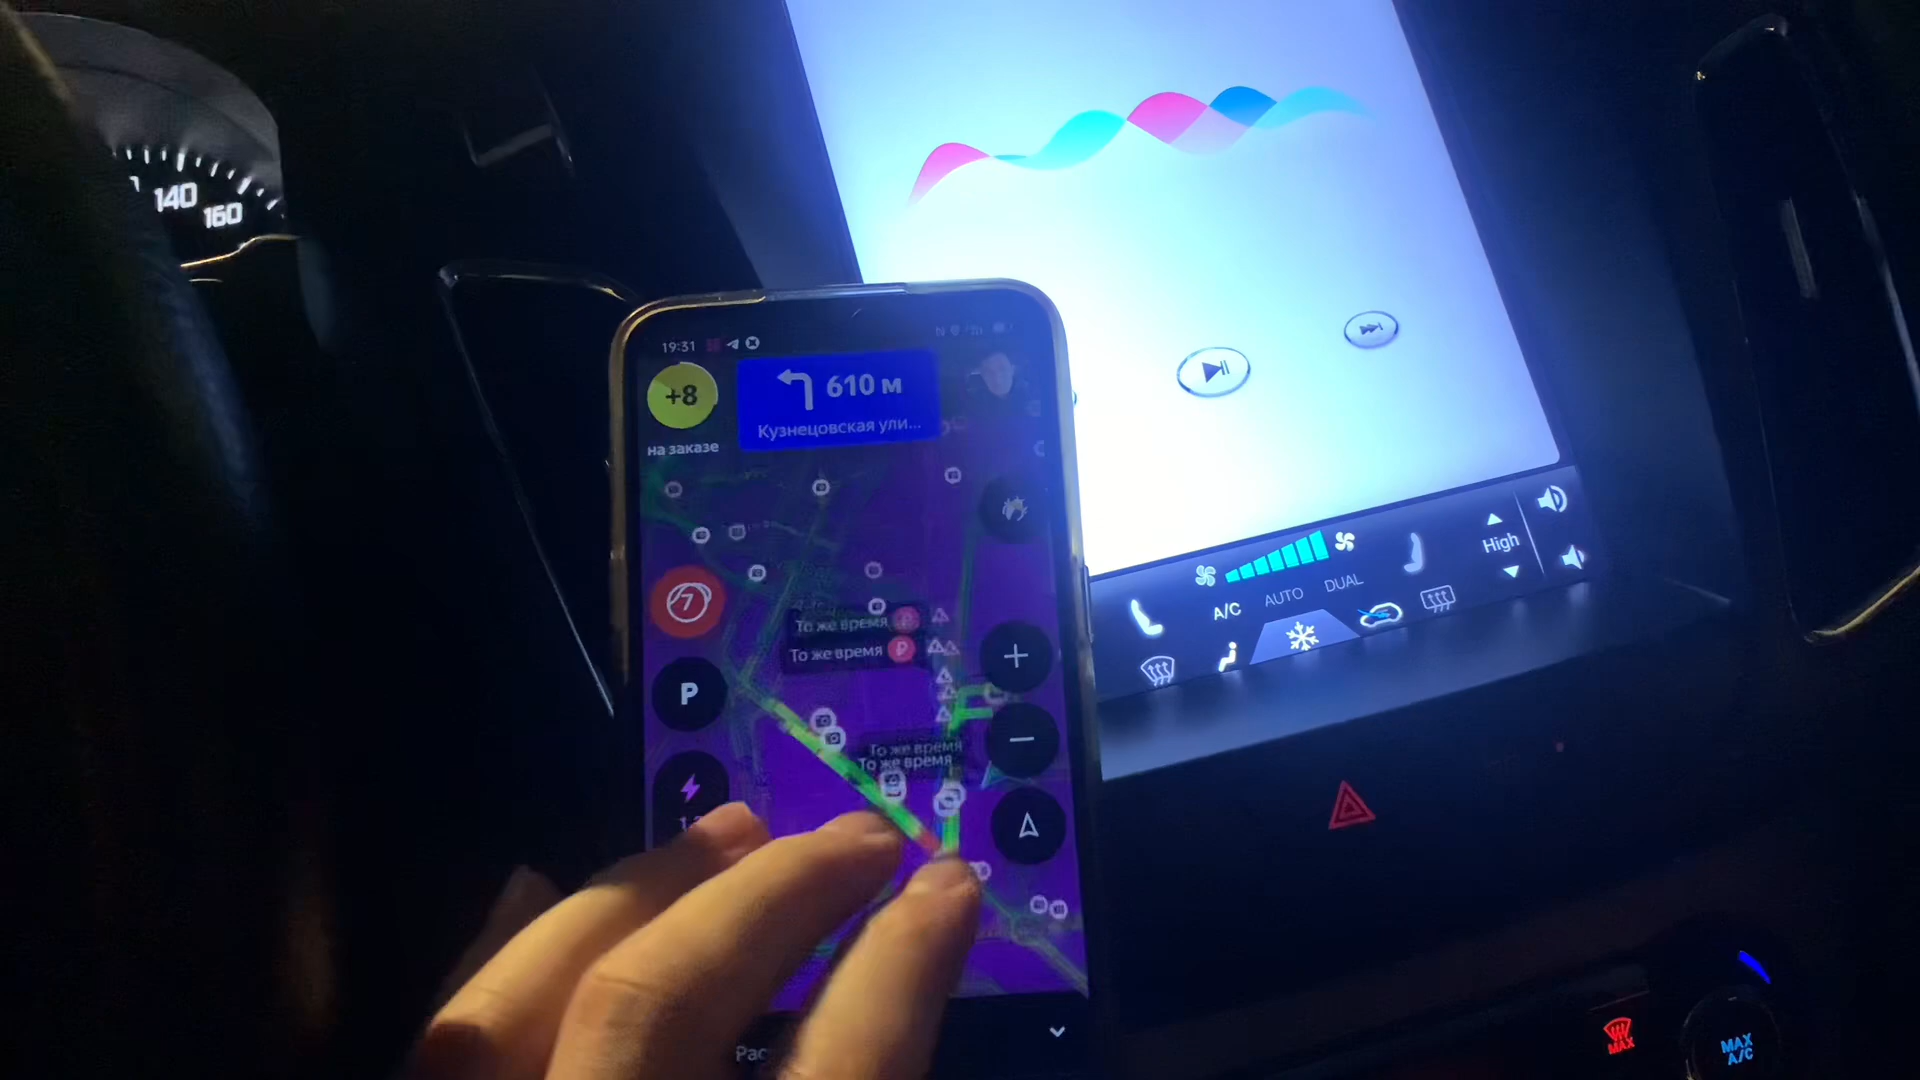 140
160
19:31
+8
610 м
Кузнецовская ули...
на заказе
7
То же время
То же время ₽
P
То же время
То же время
High
A/C
AUTO
DUAL
MAX
MAX
A/C